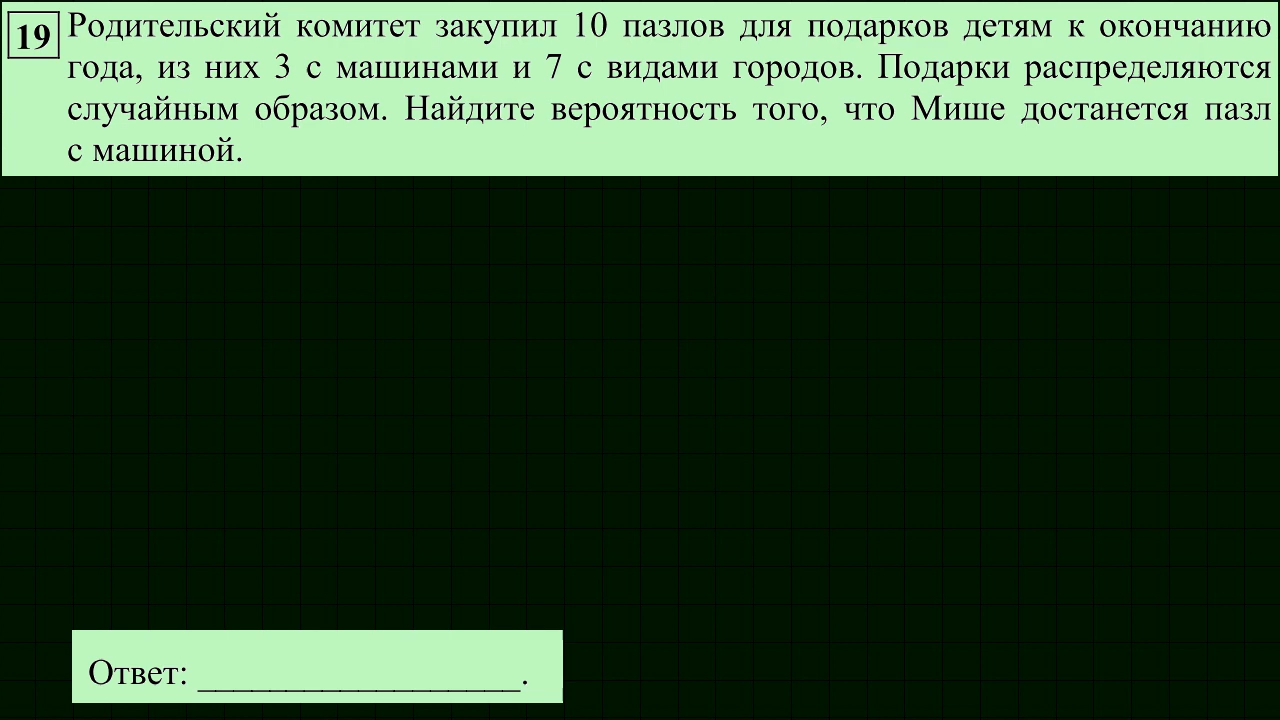 19 Родительский комитет закупил 10 пазлов для подарков детям к окончанию
года, из них 3 с машинами и 7 с видами городов. Подарки распределяются
случайным образом. Найдите вероятность того, что Мише достанется пазл
с машиной.
Ответ: __________________.